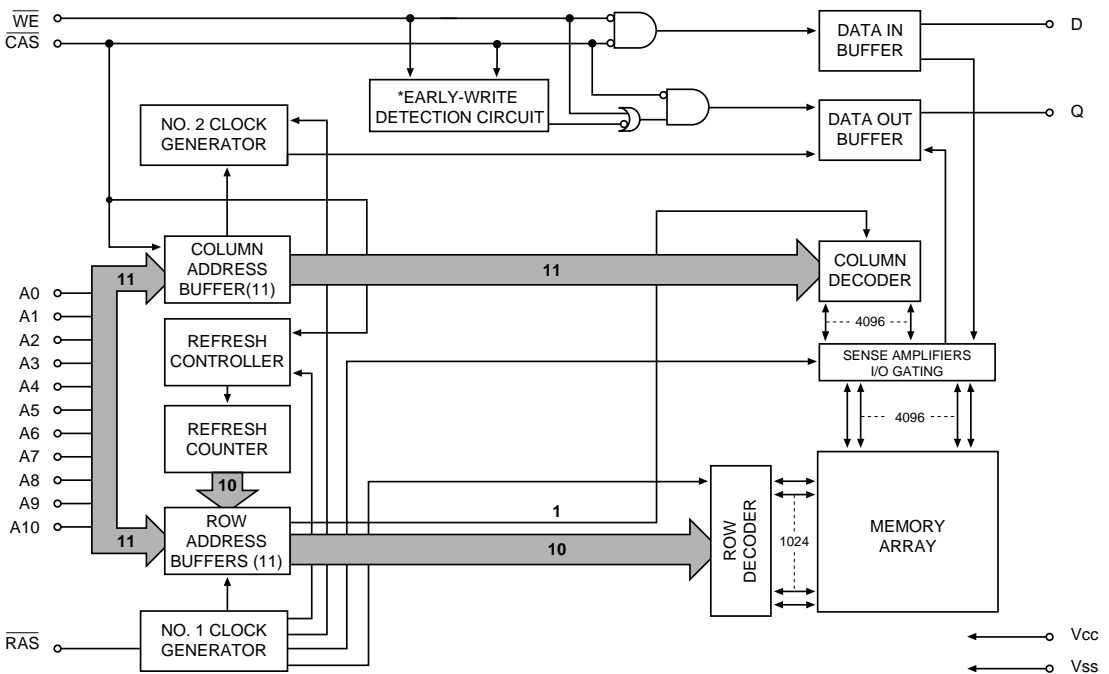 WE
CAS
DATA IN
BUFFER
D
*EARLY-WRITE
DETECTION CIRCUIT
NO. 2 CLOCK
GENERATOR
DATA OUT
BUFFER
Q
COLUMN
ADDRESS
BUFFER(11)
11
11
COLUMN
DECODER
A0
A1
A2
A3
A4
A5
A6
A7
A8
A9
A10
REFRESH
CONTROLLER
4096
SENSE AMPLIFIERS
I/O GATING
REFRESH
COUNTER
4096
10
ROW
ADDRESS
BUFFERS (11)
11
1
10
ROW
DECODER
1024
MEMORY
ARRAY
RAS
NO. 1 CLOCK
GENERATOR
Vcc
Vss